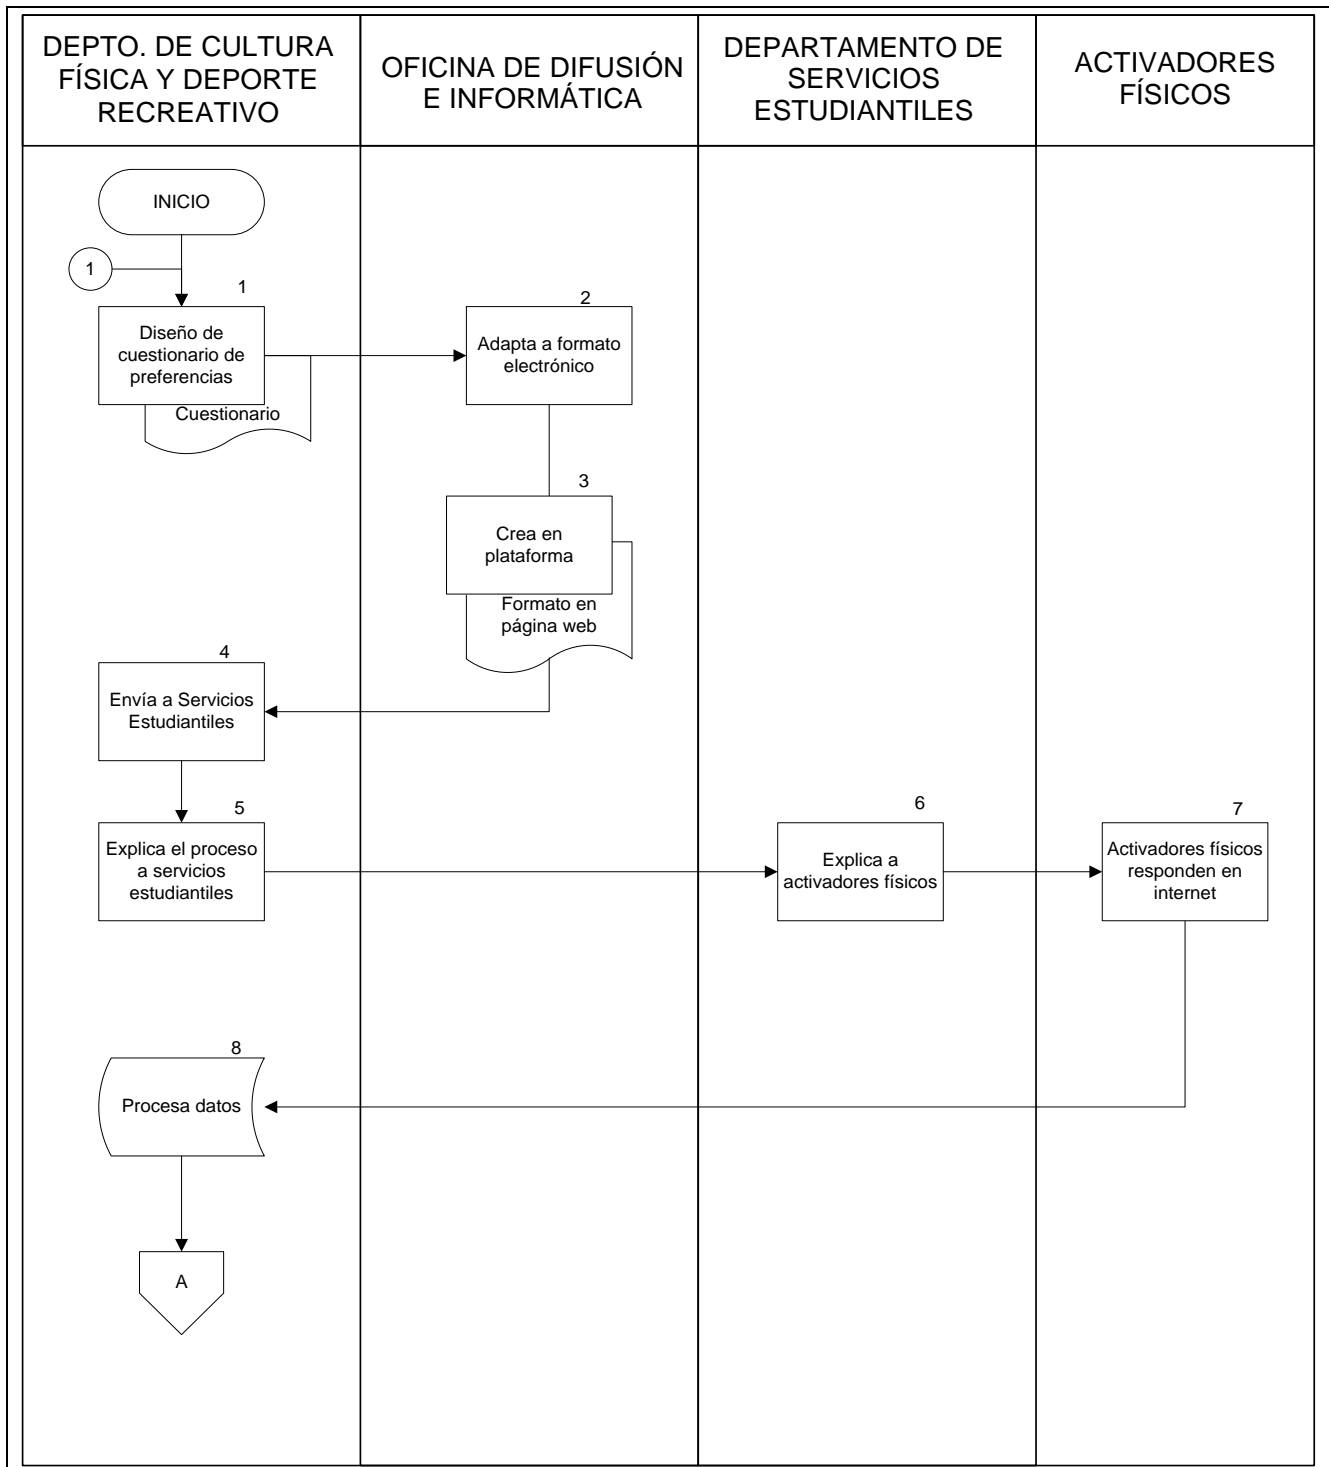 DEPTO. DE CULTURA
FÍSICA Y DEPORTE
RECREATIVO
OFICINA DE DIFUSIÓN
E INFORMÁTICA
DEPARTAMENTO DE
SERVICIOS
ESTUDIANTILES
ACTIVADORES
FÍSICOS
INICIO
1
1
Diseño de
cuestionario de
preferencias
Cuestionario
2
Adapta a formato
electrónico
3
Crea en
plataforma
Formato en
página web
4
Envía a Servicios
Estudiantiles
5
Explica el proceso
a servicios
estudiantiles
6
Explica a
activadores físicos
7
Activadores físicos
responden en
internet
8
Procesa datos
A